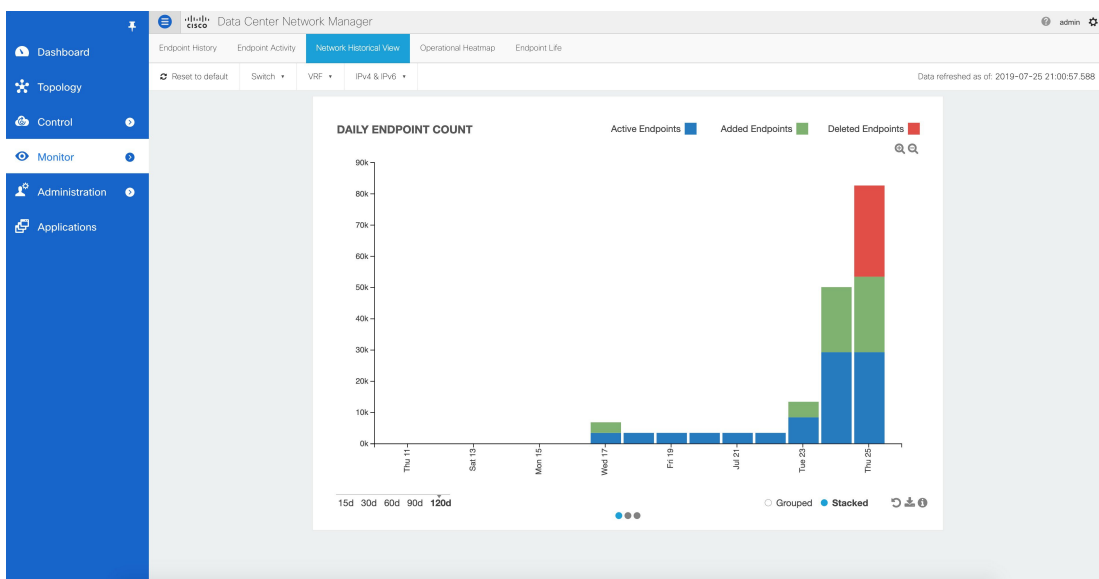 cisco Data Center Network Manager
admin
Dashboard
Topology
Control
Monitor
Administration
Applications
Endpoint History Endpoint Activity Network Historical View Operational Heatmap Endpoint Life
Reset to default Switch VRF IPv4 & IPv6 Data refreshed as of: 2019-07-25 21:00:57.588
DAILY ENDPOINT COUNT Active Endpoints Added Endpoints Deleted Endpoints
90k
80k
70k
60k
50k
40k
30k
20k
10k
0k
Thu 11 Sat 13 Mon 15 Wed 17 Fri 19 Jul 21 Tue 23 Thu 25
15d 30d 60d 90d 120d Grouped Stacked